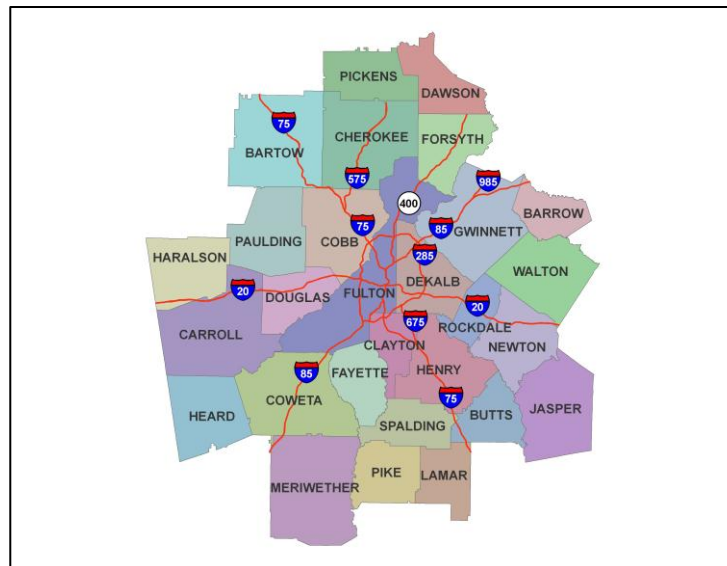 PICKENS
DAWSON
75
CHEROKEE
FORSYTH
BARTOW
575
985
400
BARROW
75
85
GWINNETT
PAULDING
COBB
HARALSON
285
WALTON
DEKALB
20
DOUGLAS
FULTON
20
675
ROCKDALE
CARROLL
CLAYTON
NEWTON
85
FAYETTE
HENRY
HEARD
COWETA
75
BUTTS
JASPER
SPALDING
PIKE
LAMAR
MERIWETHER